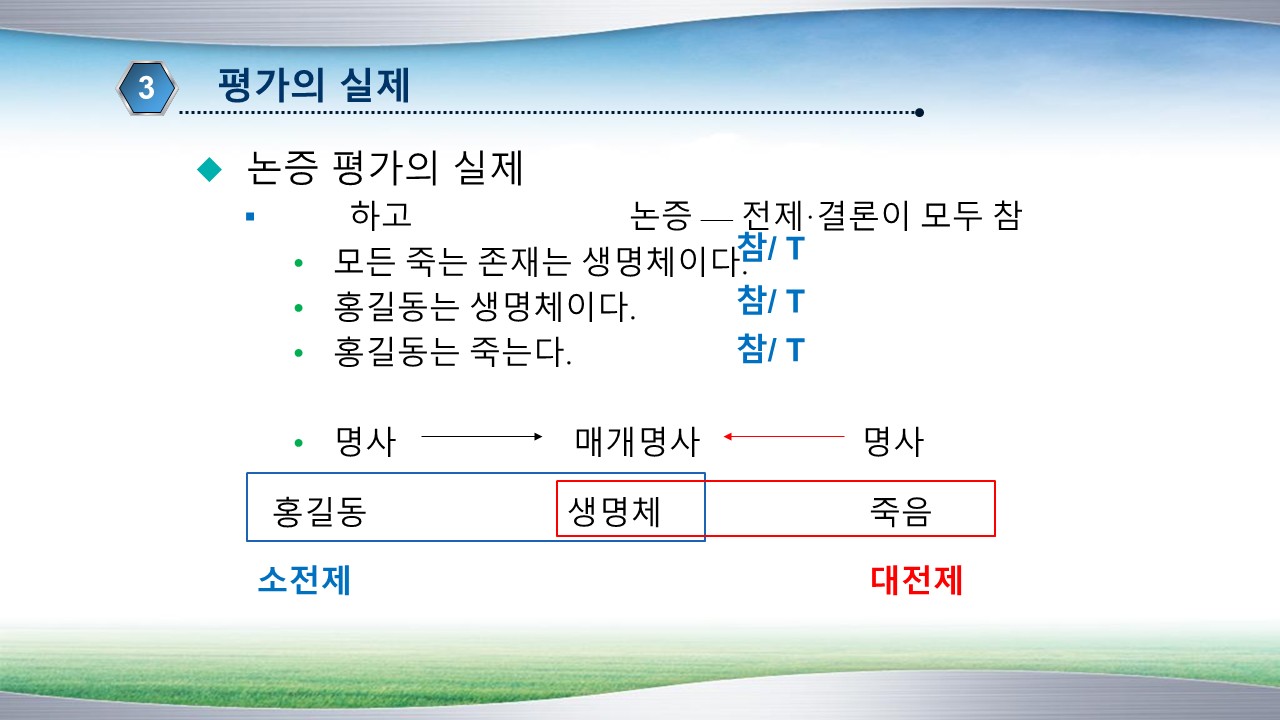 3 평가의 실제
논증 평가의 실제
하고 논증 — 전제·결론이 모두 참
모든 죽는 존재는 생명체이다. 참/ T
홍길동는 생명체이다. 참/ T
홍길동는 죽는다. 참/ T
명사 매개명사 명사
홍길동 생명체 죽음
소전제 대전제